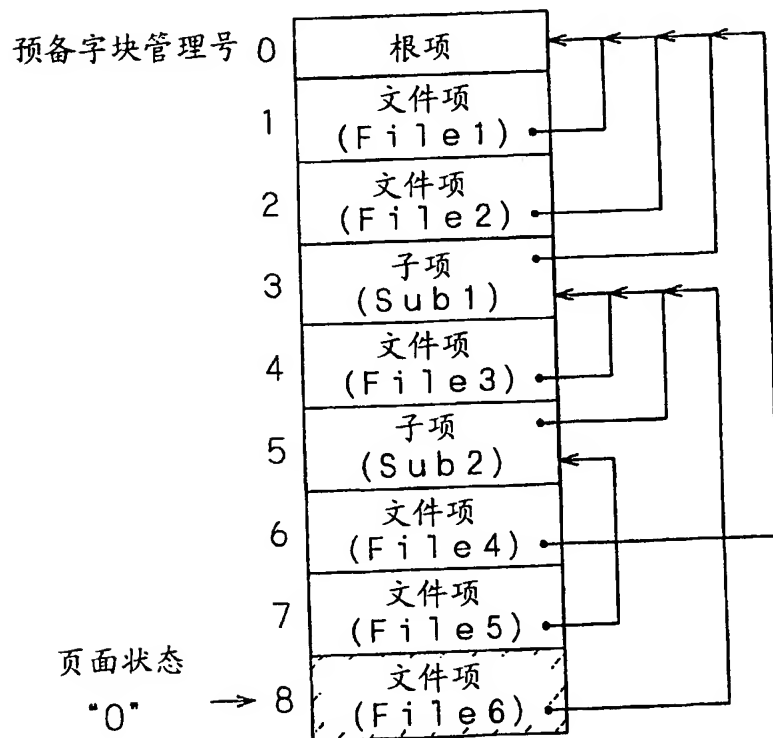 预备字块管理号 0 根项
1 文件项
(File1)
2 文件项
(File2)
3 子项
(Sub1)
4 文件项
(File3)
5 子项
(Sub2)
6 文件项
(File4)
7 文件项
(File5)
页面状态
"0" → 8 文件项
(File6)